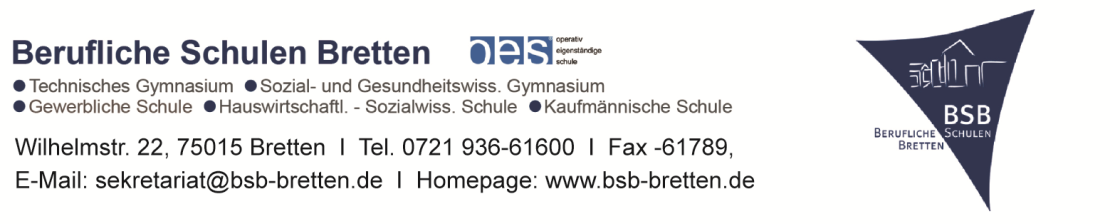 Berufliche Schulen Bretten
oes® operativ
eigenständige
schule
● Technisches Gymnasium ● Sozial- und Gesundheitswiss. Gymnasium
● Gewerbliche Schule ● Hauswirtschaftl. - Sozialwiss. Schule ● Kaufmännische Schule
Wilhelmstr. 22, 75015 Bretten I Tel. 0721 936-61600 I Fax -61789,
E-Mail: sekretariat@bsb-bretten.de I Homepage: www.bsb-bretten.de
BSB
BERUFLICHE SCHULEN
BRETTEN